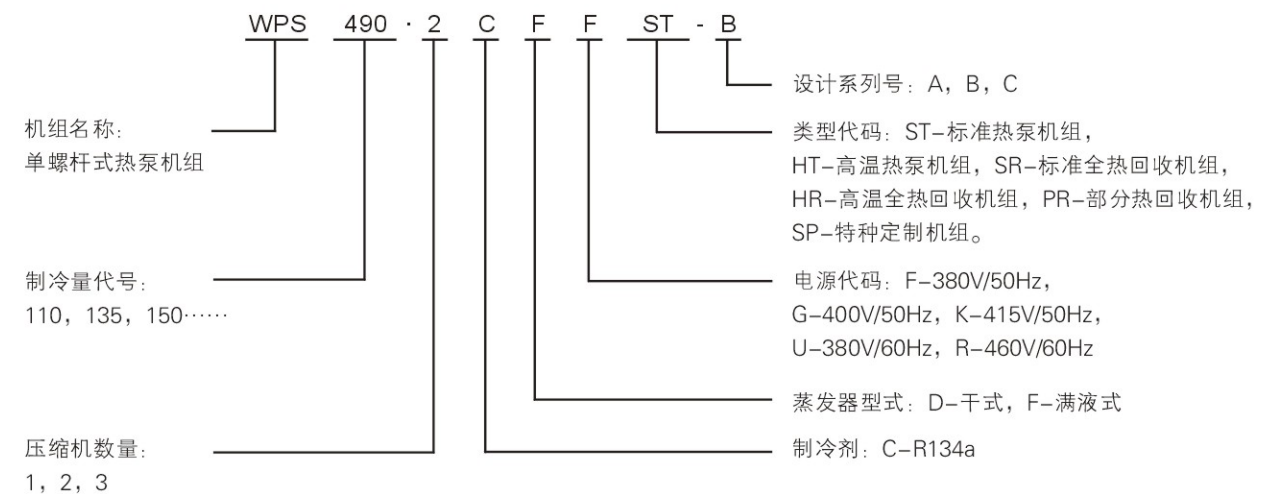 WPS 490 · 2 C F F ST - B
设计系列号：A，B，C
机组名称：
单螺杆式热泵机组
类型代码：ST-标准热泵机组，
HT-高温热泵机组，SR-标准全热回收机组，
HR-高温全热回收机组，PR-部分热回收机组，
SP-特种定制机组。
制冷量代号：
110，135，150……
电源代码：F-380V/50Hz，
G-400V/50Hz，K-415V/50Hz，
U-380V/60Hz，R-460V/60Hz
蒸发器型式：D-干式，F-满液式
压缩机数量：
1，2，3
制冷剂：C-R134a